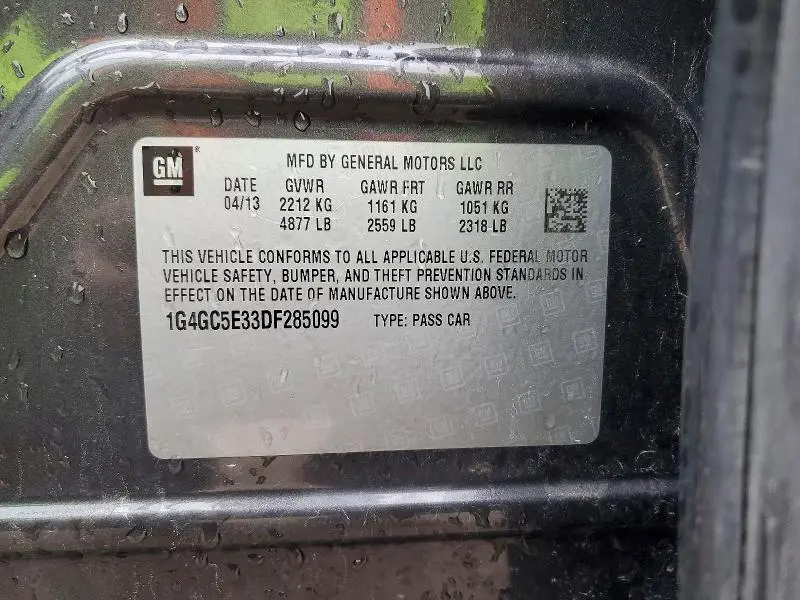 GM ®
MFD BY GENERAL MOTORS LLC
DATE GVWR GAWR FRT GAWR RR
04/13 2212 KG 1161 KG 1051 KG
4877 LB 2559 LB 2318 LB
THIS VEHICLE CONFORMS TO ALL APPLICABLE U.S. FEDERAL MOTOR
VEHICLE SAFETY, BUMPER, AND THEFT PREVENTION STANDARDS IN
EFFECT ON THE DATE OF MANUFACTURE SHOWN ABOVE.
1G4GC5E33DF285099 TYPE: PASS CAR